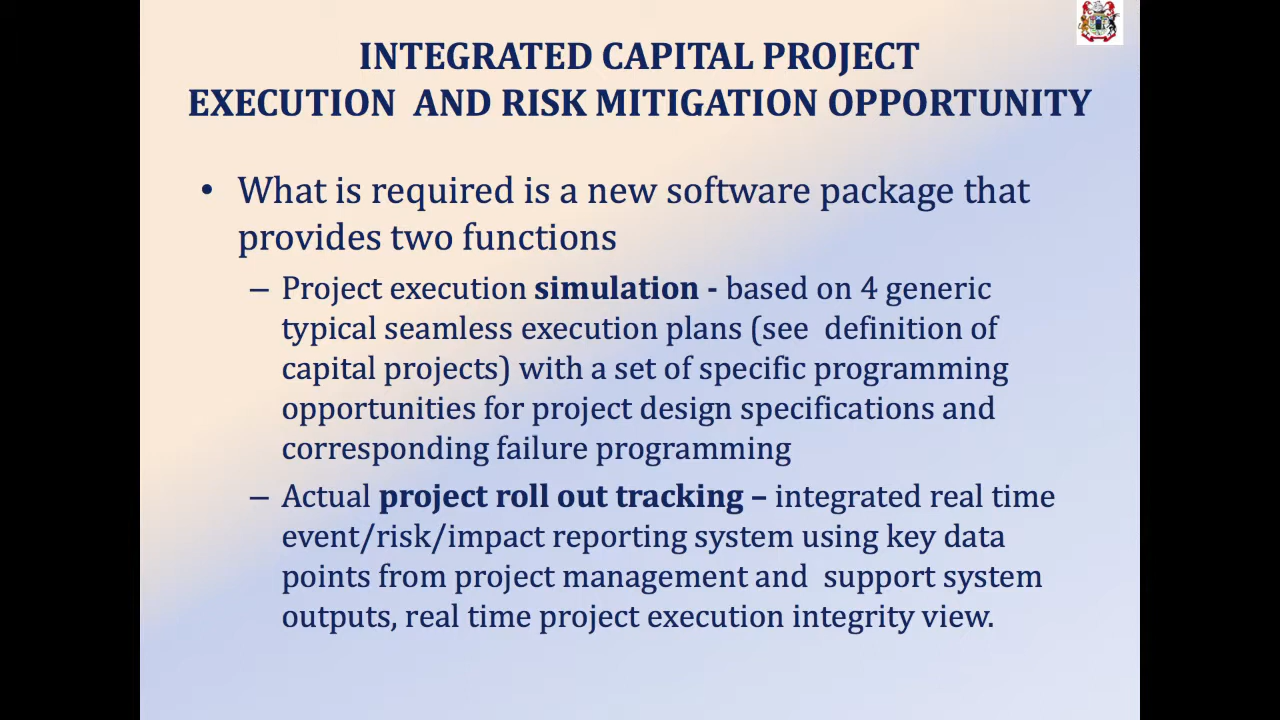 INTEGRATED CAPITAL PROJECT
EXECUTION  AND RISK MITIGATION OPPORTUNITY
• What is required is a new software package that
provides two functions
– Project execution simulation - based on 4 generic
typical seamless execution plans (see  definition of
capital projects) with a set of specific programming
opportunities for project design specifications and
corresponding failure programming
– Actual project roll out tracking – integrated real time
event/risk/impact reporting system using key data
points from project management and  support system
outputs, real time project execution integrity view.